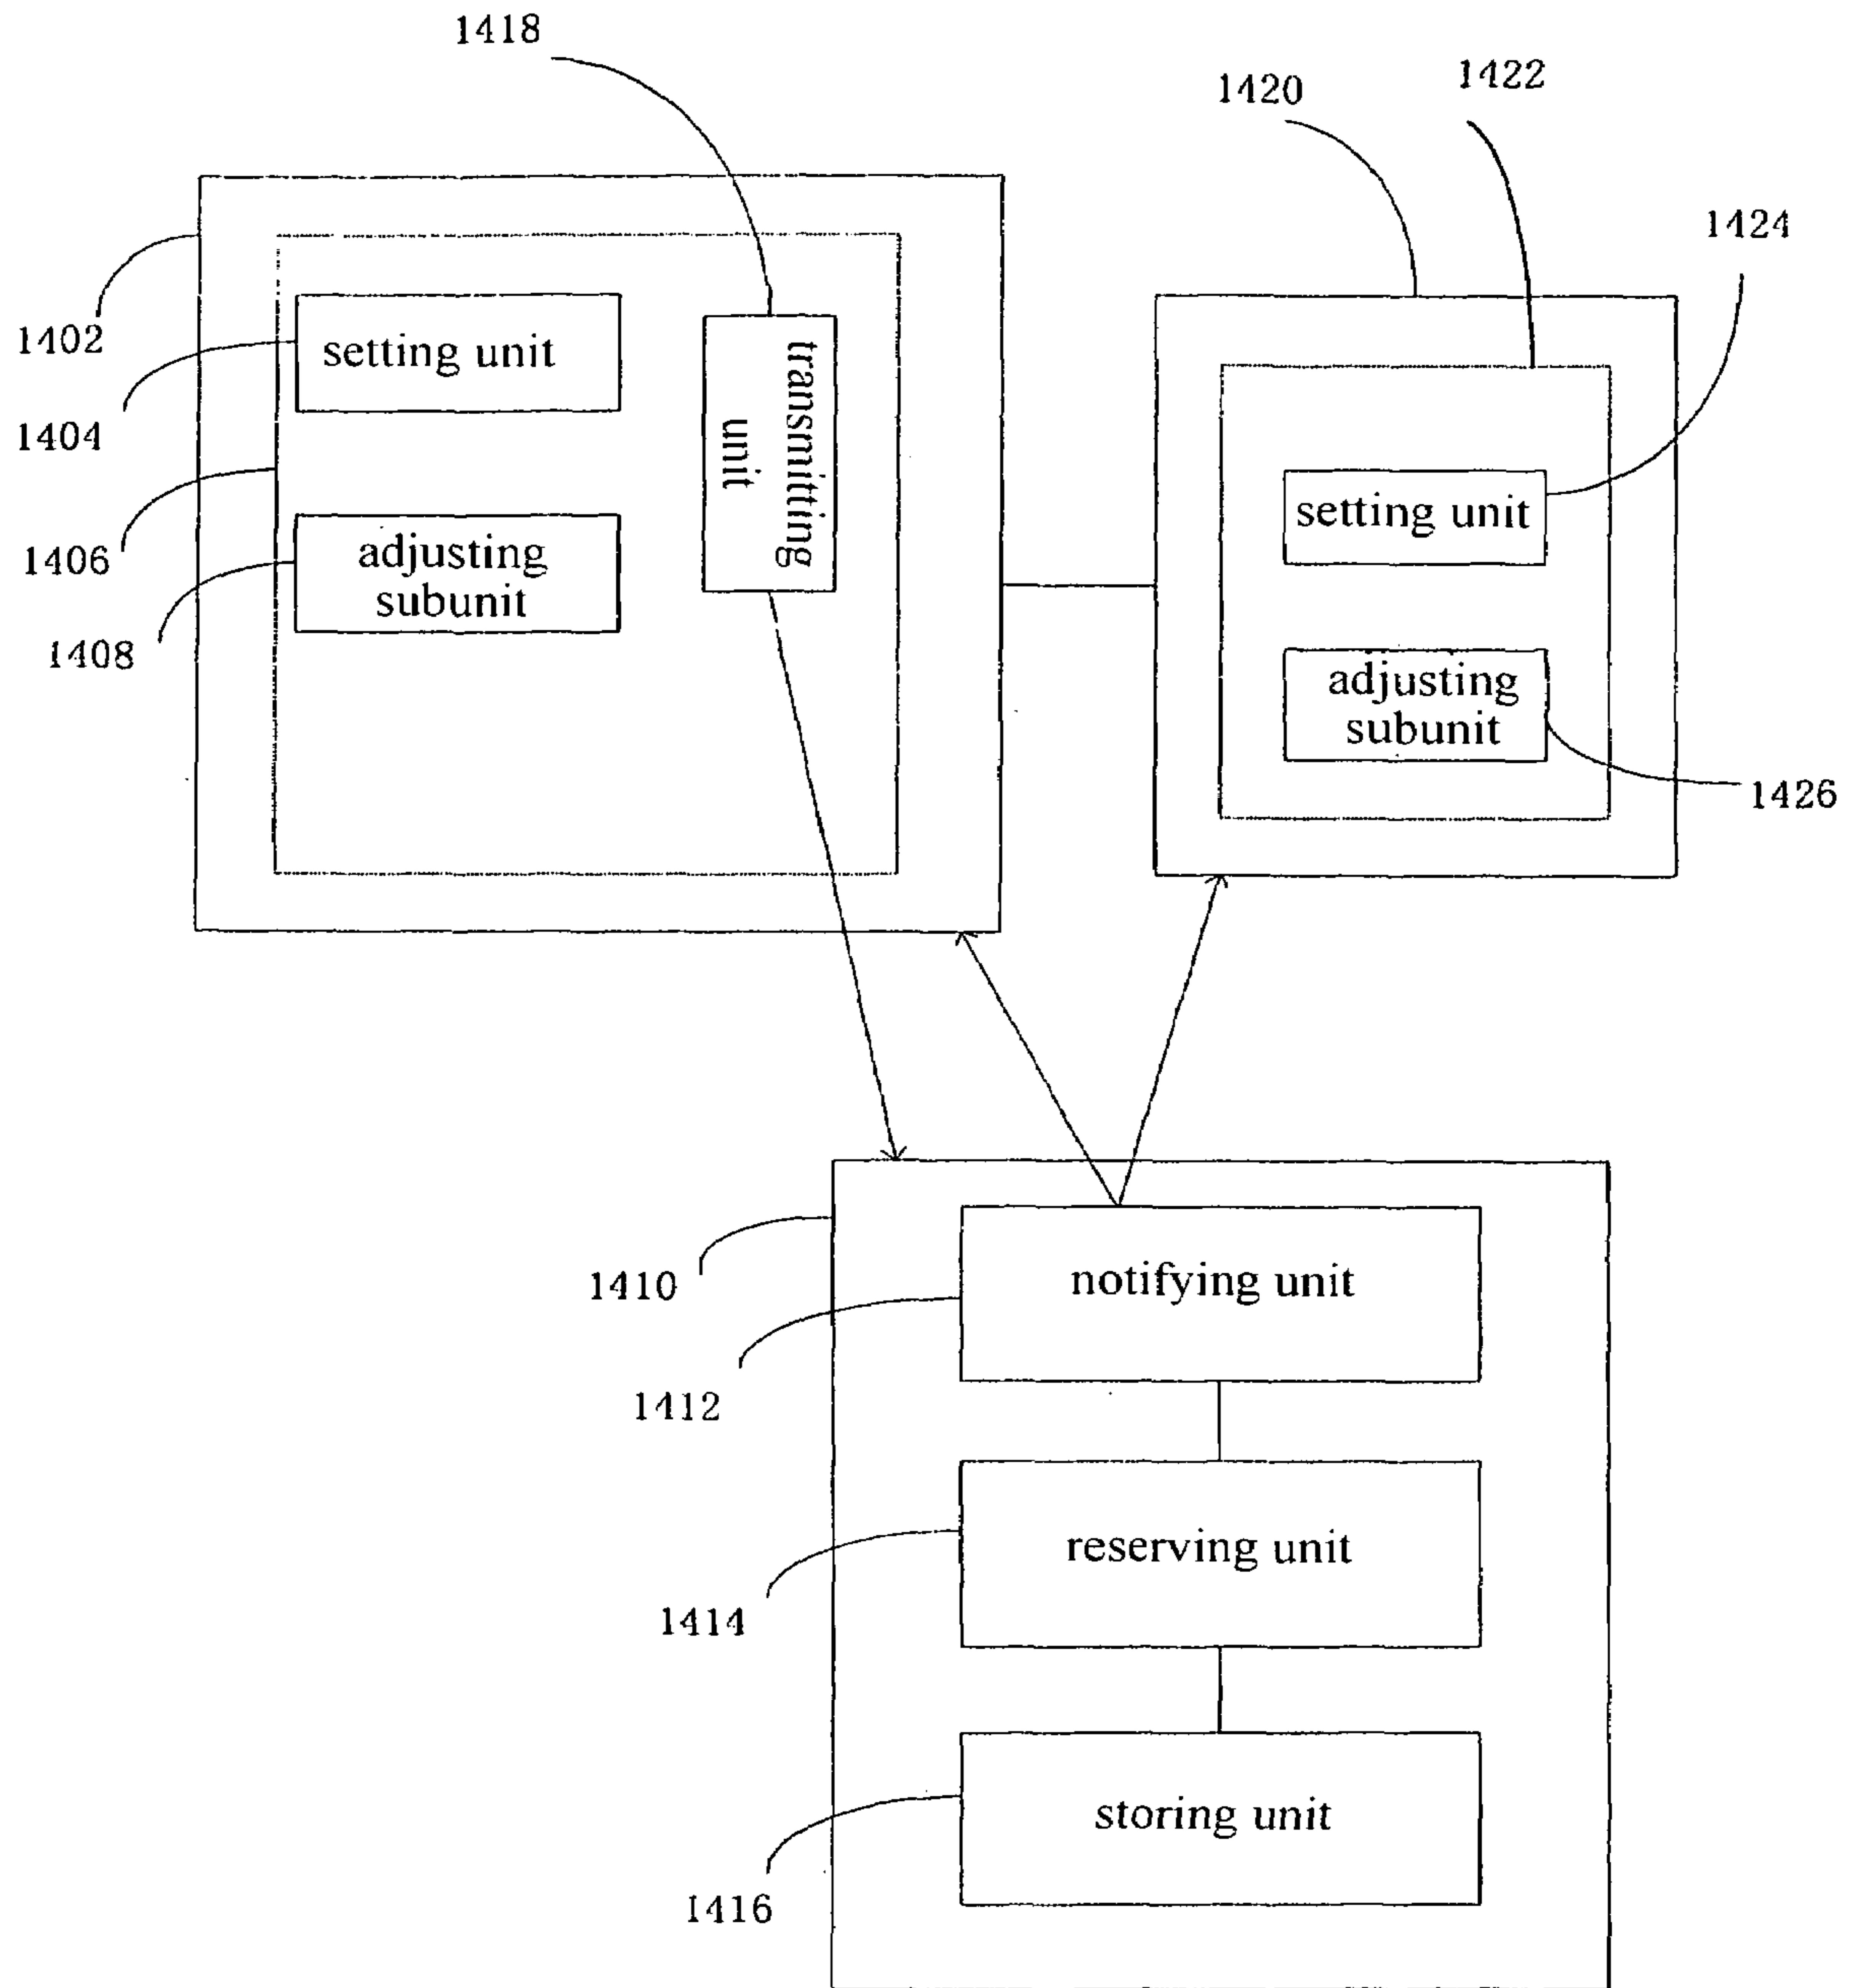 1418
1420
1422
1424
1402
1404
1406
1408
setting unit
adjusting
subunit
transmitting
unit
setting unit
adjusting
subunit
1426
1410
1412
1414
1416
notifying unit
reserving unit
storing unit